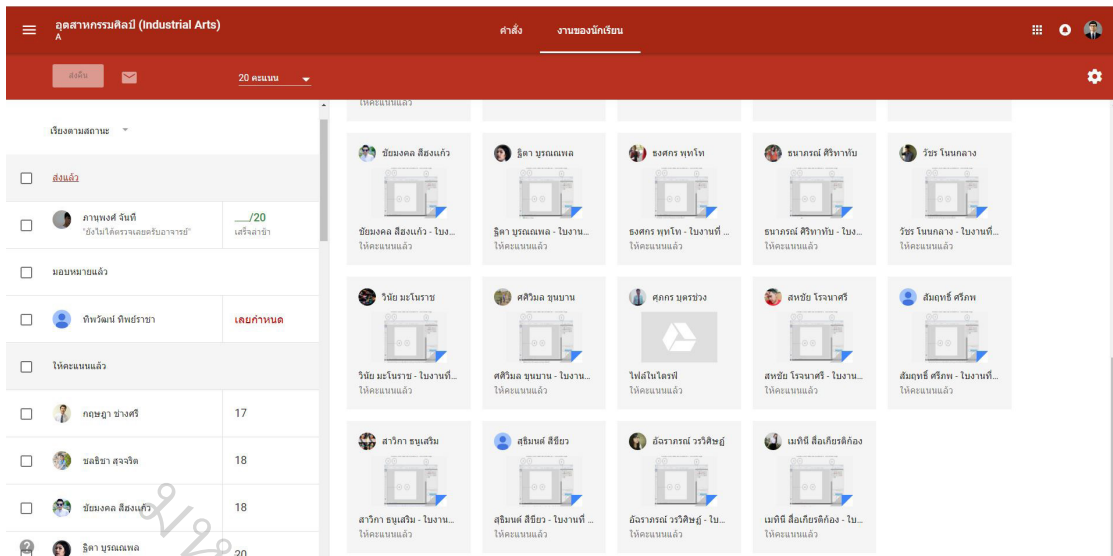 อุตสาหกรรมศิลป์ (Industrial Arts)
A
คำสั่ง งานของนักเรียน
ส่งคืน
20 คะแนน
เรียงตามสถานะ
ส่งแล้ว
ภานุพงศ์ จันที
"ยังไม่ได้ตรวจเลยครับอาจารย์"
__/20
เสร็จล่าช้า
มอบหมายแล้ว
ทิพวัฒน์ ทิพย์ราชา
เลยกำหนด
ให้คะแนนแล้ว
กฤษฎา ช่างศรี 17
ชลธิชา สุจจริต 18
ชัยมงคล สีฮงแก้ว 18
ฐิตา บูรณณพล 20
ให้คะแนนแล้ว
ชัยมงคล สีฮงแก้ว ฐิตา บูรณณพล ธงศกร พุทโท ธนาภรณ์ ศิริทาทับ วัชร โนนกลาง
ชัยมงคล สีฮงแก้ว - ใบง... ฐิตา บูรณณพล - ใบงาน... ธงศกร พุทโท - ใบงานที่ ... ธนาภรณ์ ศิริทาทับ - ใบง... วัชร โนนกลาง - ใบงานที่...
ให้คะแนนแล้ว ให้คะแนนแล้ว ให้คะแนนแล้ว ให้คะแนนแล้ว ให้คะแนนแล้ว
วินัย มะโนราช ศศิวิมล ขุนบาน ศุภกร บุตรช่วง สหชัย โรจนาศรี สัมฤทธิ์ ศรีภพ
วินัย มะโนราช - ใบงานที่... ศศิวิมล ขุนบาน - ใบงาน... ไฟล์ในไดรฟ์ สหชัย โรจนาศรี - ใบงาน... สัมฤทธิ์ ศรีภพ - ใบงานที่...
ให้คะแนนแล้ว ให้คะแนนแล้ว ให้คะแนนแล้ว ให้คะแนนแล้ว ให้คะแนนแล้ว
สาวิกา ธนูเสริม สุธิมนต์ สีขียว อัฉราภรณ์ วรวิศิษฏ์ เมทินี สื่อเกียรติก้อง
สาวิกา ธนูเสริม - ใบงาน... สุธิมนต์ สีขียว - ใบงานที่ ... อัฉราภรณ์ วรวิศิษฏ์ - ใบ... เมทินี สื่อเกียรติก้อง - ใบ...
ให้คะแนนแล้ว ให้คะแนนแล้ว ให้คะแนนแล้ว ให้คะแนนแล้ว